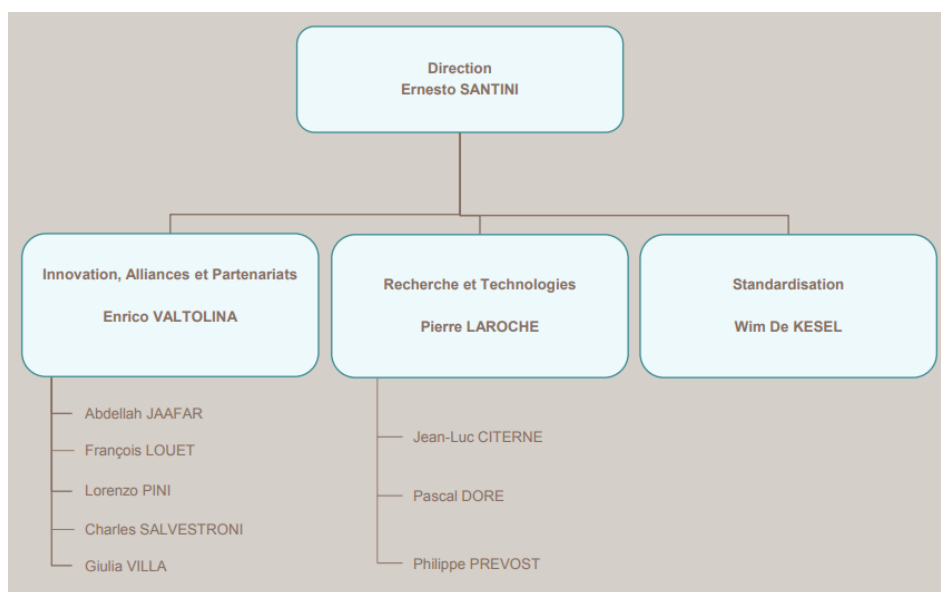 Direction
Ernesto SANTINI
Innovation, Alliances et Partenariats
Enrico VALTOLINA
Abdellah JAAFAR
François LOUET
Lorenzo PINI
Charles SALVESTRONI
Giulia VILLA
Recherche et Technologies
Pierre LAROCHE
Jean-Luc CITERNE
Pascal DORE
Philippe PREVOST
Standardisation
Wim De KESEL